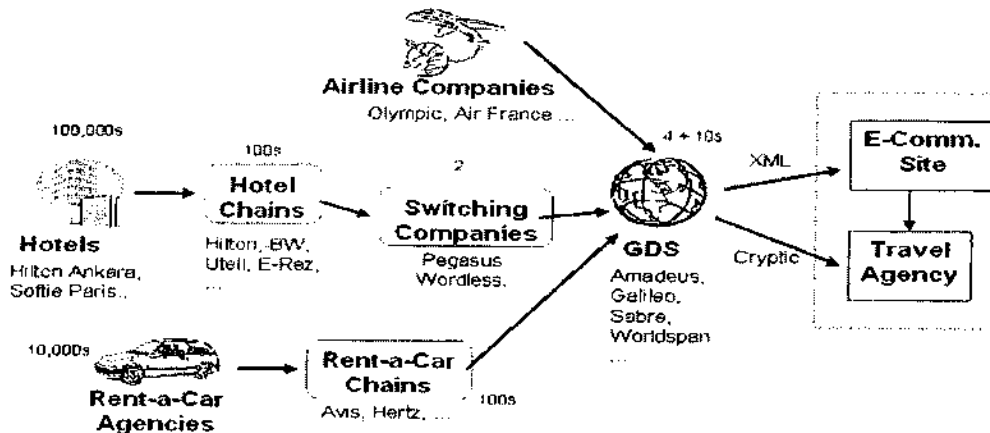 Airline Companies
Olympic, Air France ...
100,000s
Hotels
Hilton Ankara,
Softie Paris..
100s
Hotel
Chains
Hilton, BW,
Utell, E-Rez,
...
2
Switching
Companies
Pegasus
Wordless.
4 + 10s
GDS
Amadeus,
Galileo,
Sabre,
Worldspan
...
XML
Cryptic
E-Comm.
Site
Travel
Agency
10,000s
Rent-a-Car
Agencies
Rent-a-Car
Chains
Avis, Hertz, ...
100s